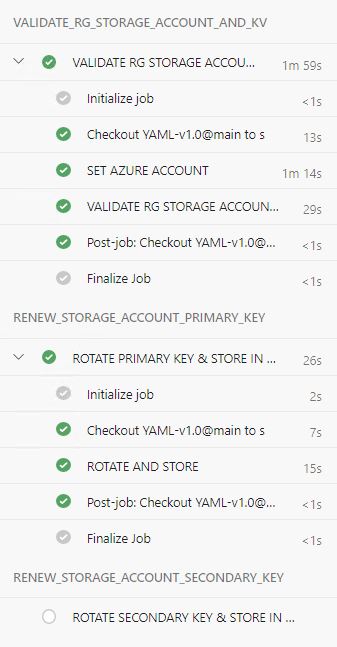 VALIDATE_RG_STORAGE_ACCOUNT_AND_KV
VALIDATE RG STORAGE ACCOU... 1m 59s
Initialize job <1s
Checkout YAML-v1.0@main to s 13s
SET AZURE ACCOUNT 1m 14s
VALIDATE RG STORAGE ACCOUN... 29s
Post-job: Checkout YAML-v1.0@... <1s
Finalize Job <1s
RENEW_STORAGE_ACCOUNT_PRIMARY_KEY
ROTATE PRIMARY KEY & STORE IN ... 26s
Initialize job 2s
Checkout YAML-v1.0@main to s 7s
ROTATE AND STORE 15s
Post-job: Checkout YAML-v1.0@... <1s
Finalize Job <1s
RENEW_STORAGE_ACCOUNT_SECONDARY_KEY
ROTATE SECONDARY KEY & STORE IN ...